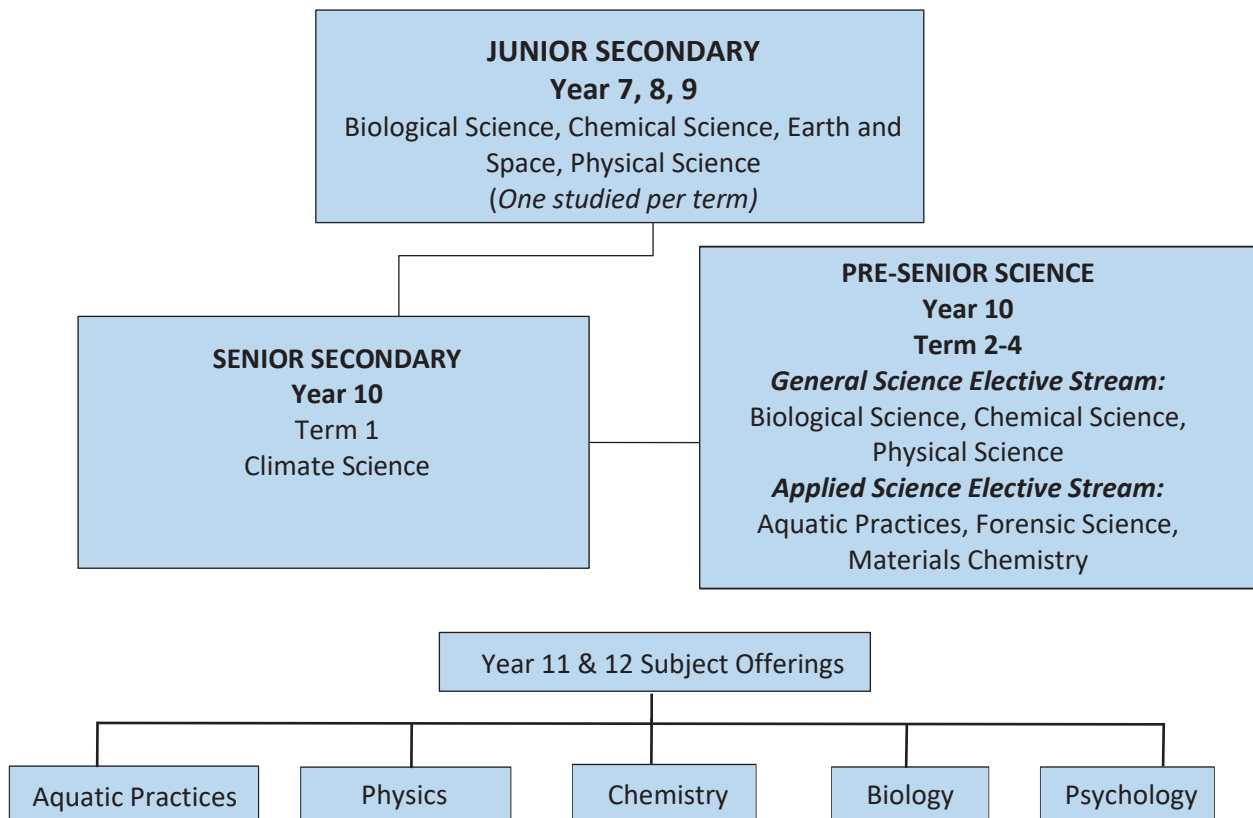 JUNIOR SECONDARY
Year 7, 8, 9
Biological Science, Chemical Science, Earth and
Space, Physical Science
(One studied per term)
SENIOR SECONDARY
Year 10
Term 1
Climate Science
PRE-SENIOR SCIENCE
Year 10
Term 2-4
General Science Elective Stream:
Biological Science, Chemical Science,
Physical Science
Applied Science Elective Stream:
Aquatic Practices, Forensic Science,
Materials Chemistry
Year 11 & 12 Subject Offerings
Aquatic Practices
Physics
Chemistry
Biology
Psychology